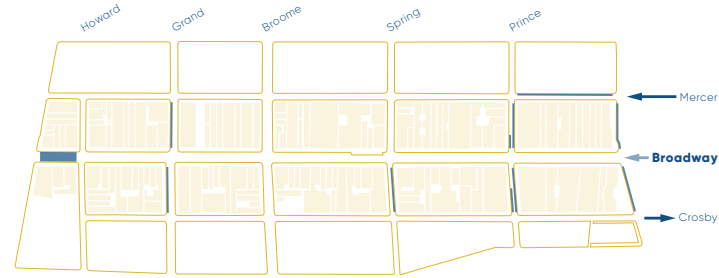 Howard
Grand
Broome
Spring
Prince
Mercer
Broadway
Crosby